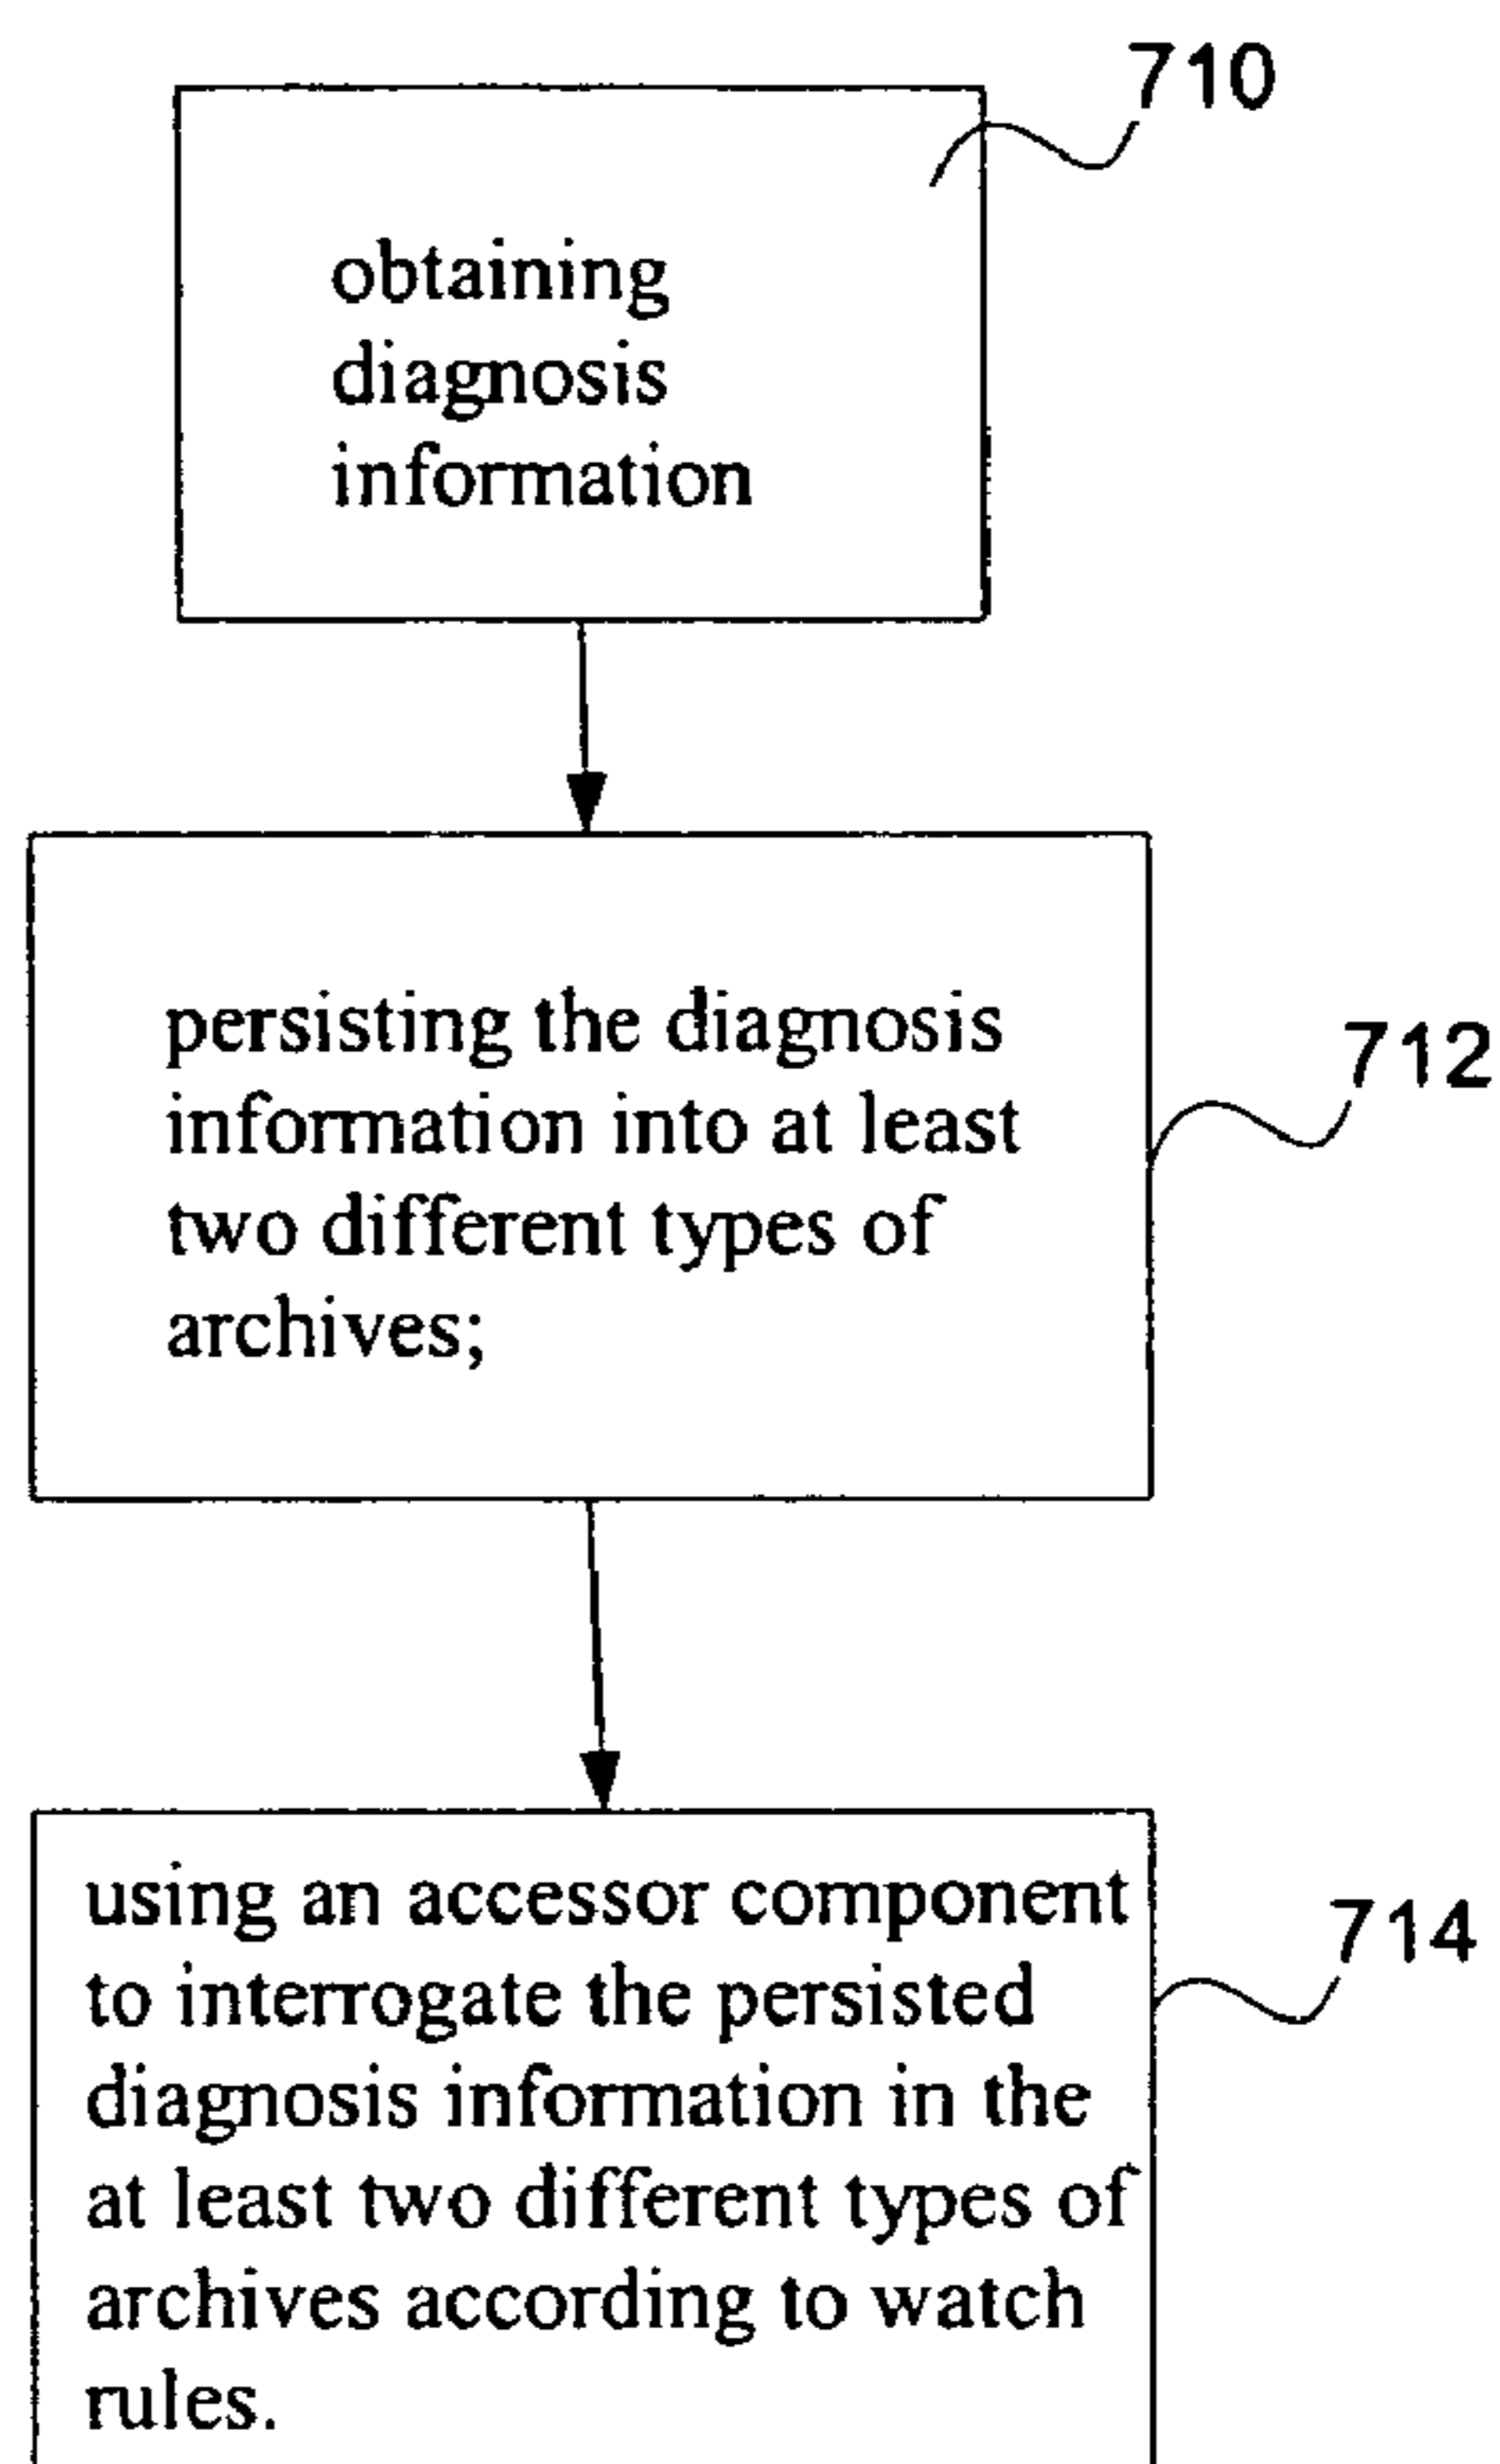 710
obtaining
diagnosis
information
persisting the diagnosis
information into at least
two different types of
archives;
712
using an accessor component
to interrogate the persisted
diagnosis information in the
at least two different types of
archives according to watch
rules.
714